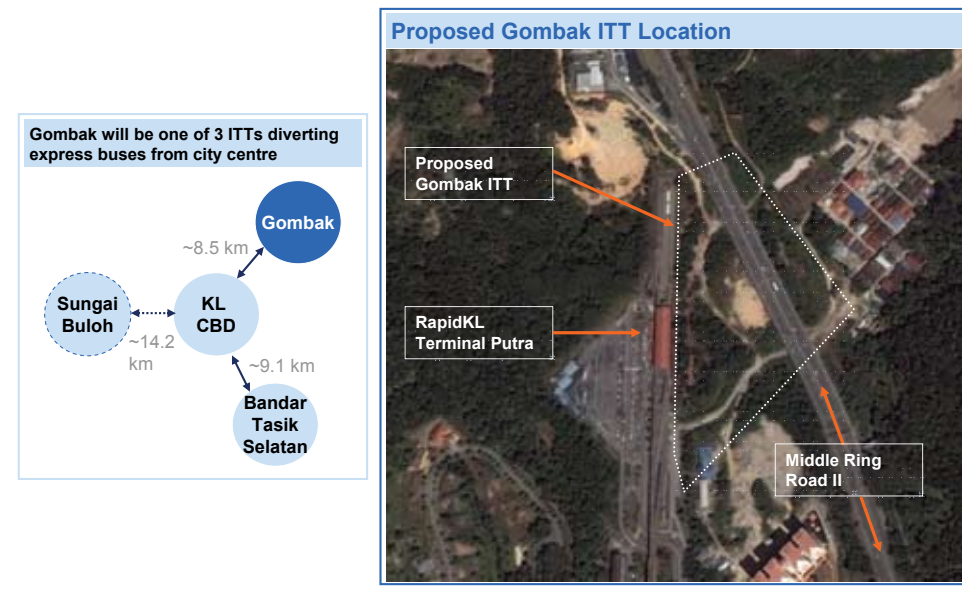 Gombak will be one of 3 ITTs diverting
express buses from city centre
Gombak
~8.5 km
Sungai
Buloh
KL
CBD
~14.2
km
~9.1 km
Bandar
Tasik
Selatan
Proposed Gombak ITT Location
Proposed
Gombak ITT
RapidKL
Terminal Putra
Middle Ring
Road II